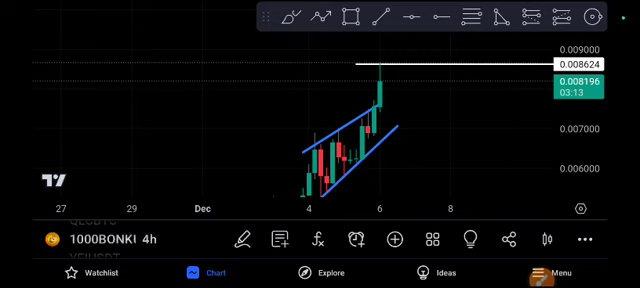 0.009000
0.008624
0.008196
03:13
0.007000
0.006000
27 29 Dec 4 6 8
1000BONKU 4h
Watchlist Chart Explore Ideas Menu